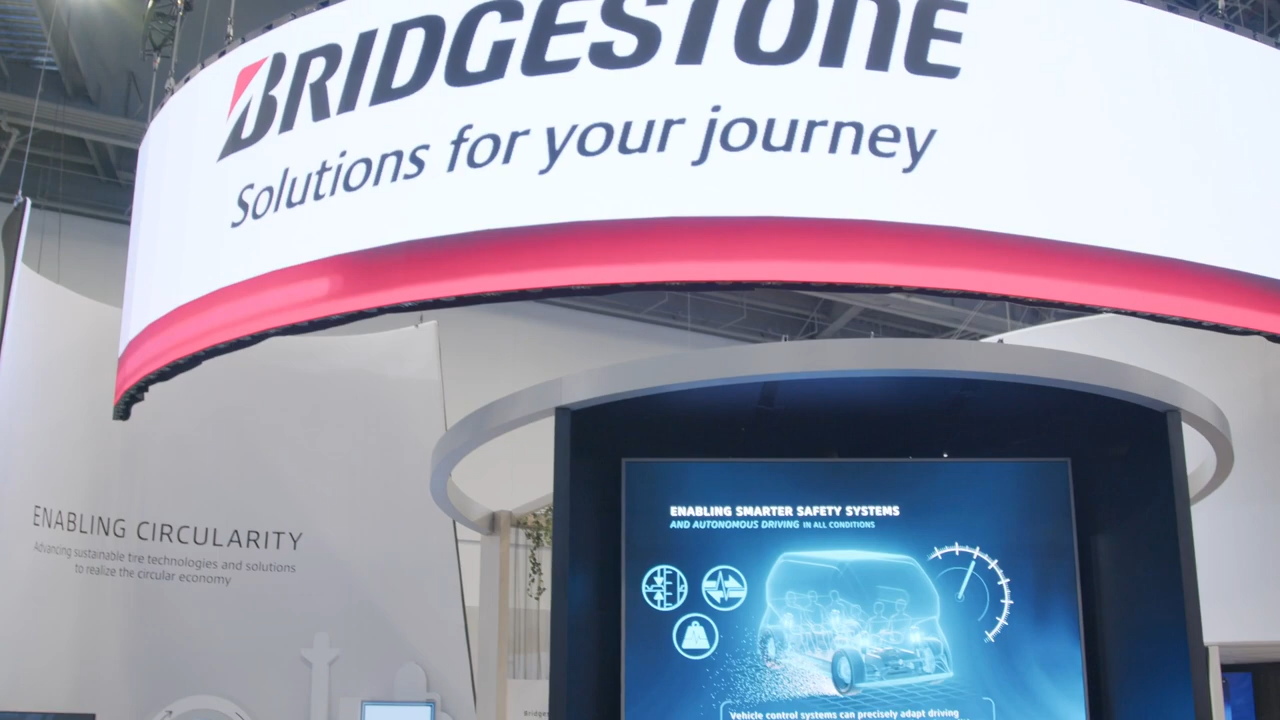 BRIDGESTONE
Solutions for your journey
ENABLING CIRCULARITY
Advancing sustainable tire technologies and solutions
to realize the circular economy
ENABLING SMARTER SAFETY SYSTEMS
AND AUTONOMOUS DRIVING IN ALL CONDITIONS
Vehicle control systems can precisely adapt driving